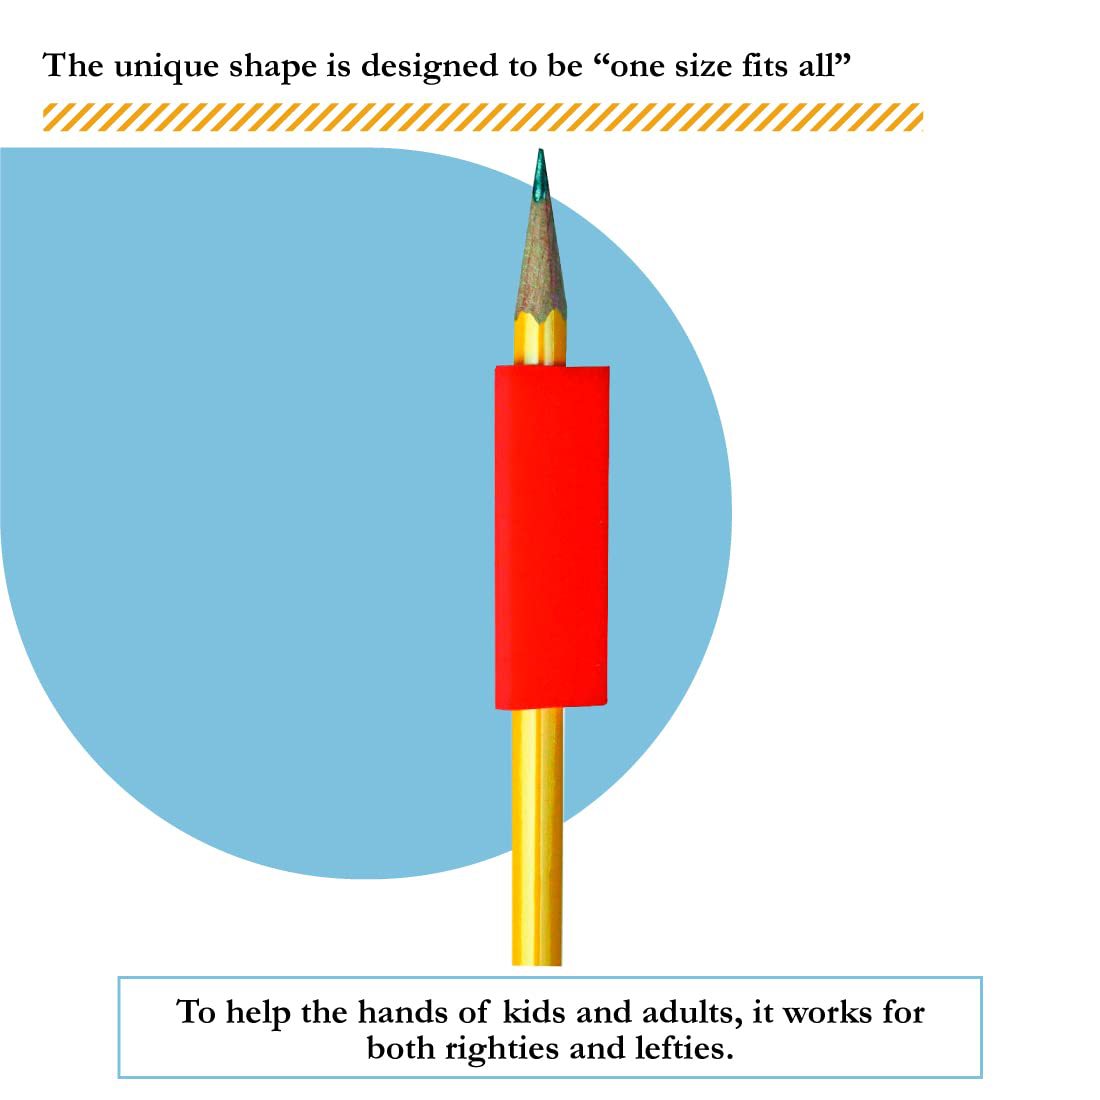 The unique shape is designed to be “one size fits all”
To help the hands of kids and adults, it works for
both righties and lefties.